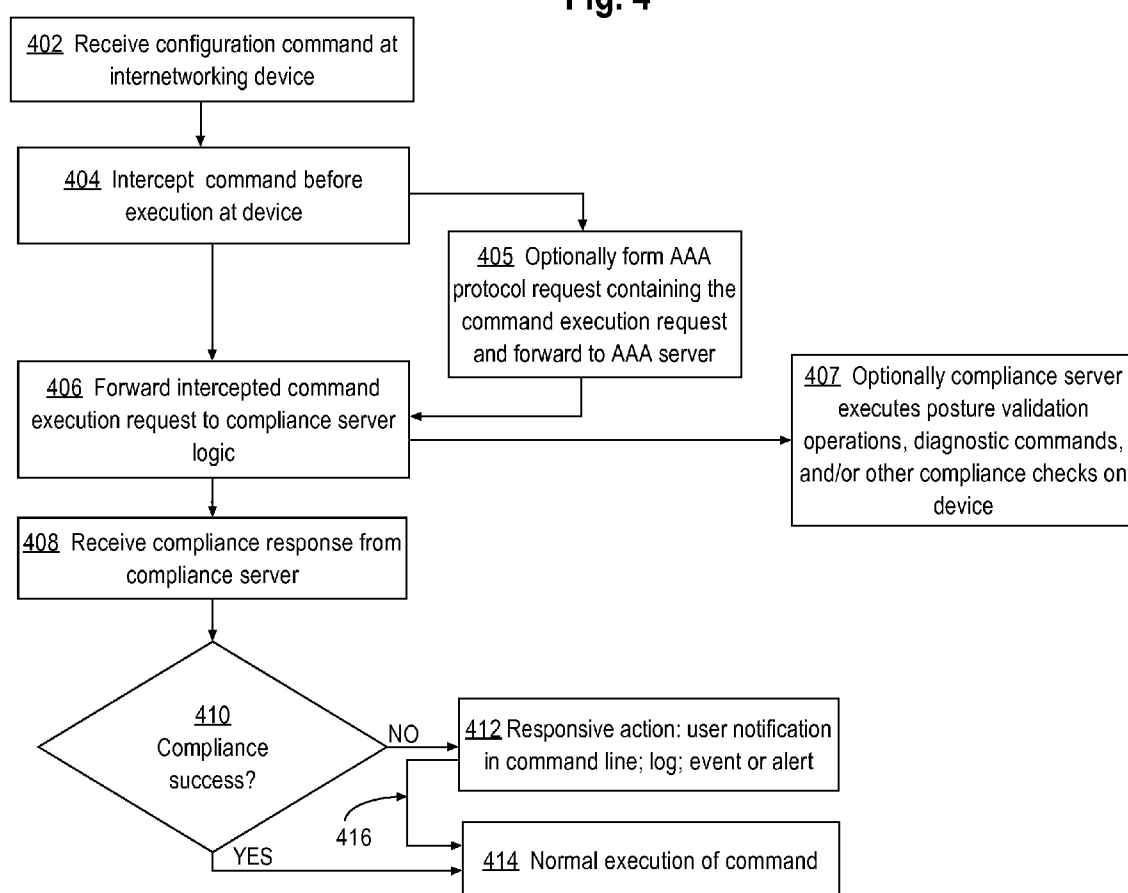 Fig. 4
402 Receive configuration command at
internetworking device
404 Intercept command before
execution at device
405 Optionally form AAA
protocol request containing the
command execution request
and forward to AAA server
406 Forward intercepted command
execution request to compliance server
logic
407 Optionally compliance server
executes posture validation
operations, diagnostic commands,
and/or other compliance checks on
device
408 Receive compliance response from
compliance server
410
Compliance
success?
NO
412 Responsive action: user notification
in command line; log; event or alert
416
YES
414 Normal execution of command